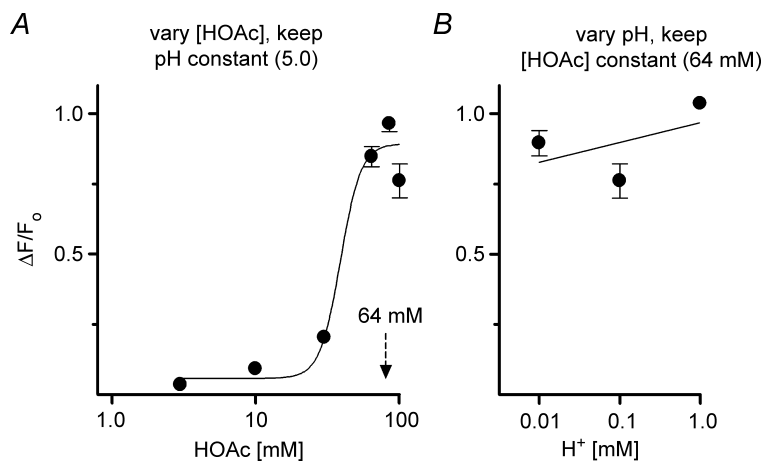 A
vary [HOAc], keep
pH constant (5.0)
B
vary pH, keep
[HOAc] constant (64 mM)
1.0
0.5
ΔF/Fo
64 mM
1.0
10
100
HOAc [mM]
1.0
0.5
0.01
0.1
1.0
H+ [mM]